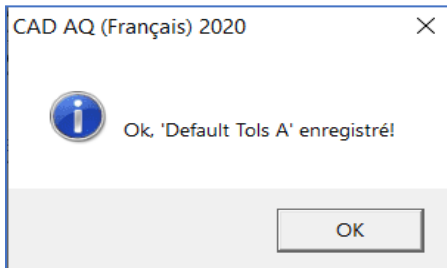 CAD AQ (Français) 2020
Ok, 'Default Tols A' enregistré!
OK